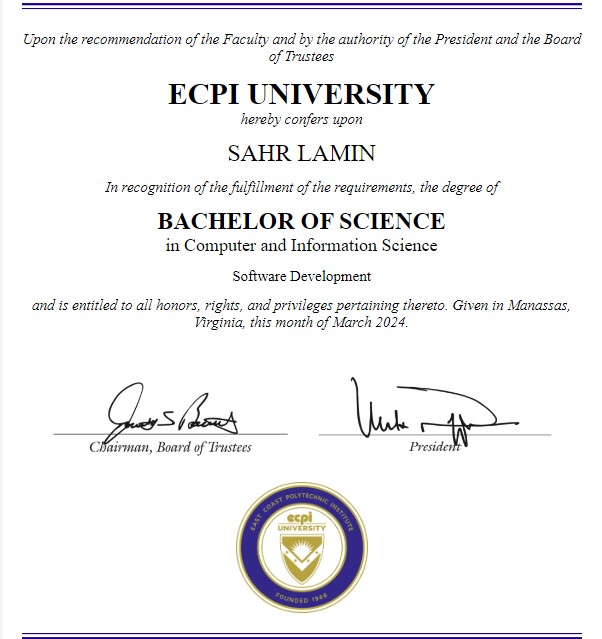 Upon the recommendation of the Faculty and by the authority of the President and the Board
of Trustees
ECPI UNIVERSITY
hereby confers upon
SAHR LAMIN
In recognition of the fulfillment of the requirements, the degree of
BACHELOR OF SCIENCE
in Computer and Information Science
Software Development
and is entitled to all honors, rights, and privileges pertaining thereto. Given in Manassas,
Virginia, this month of March 2024.
Chairman, Board of Trustees
President
EAST COAST POLYTECHNIC INSTITUTE
ecpi
UNIVERSITY
FOUNDED 1966